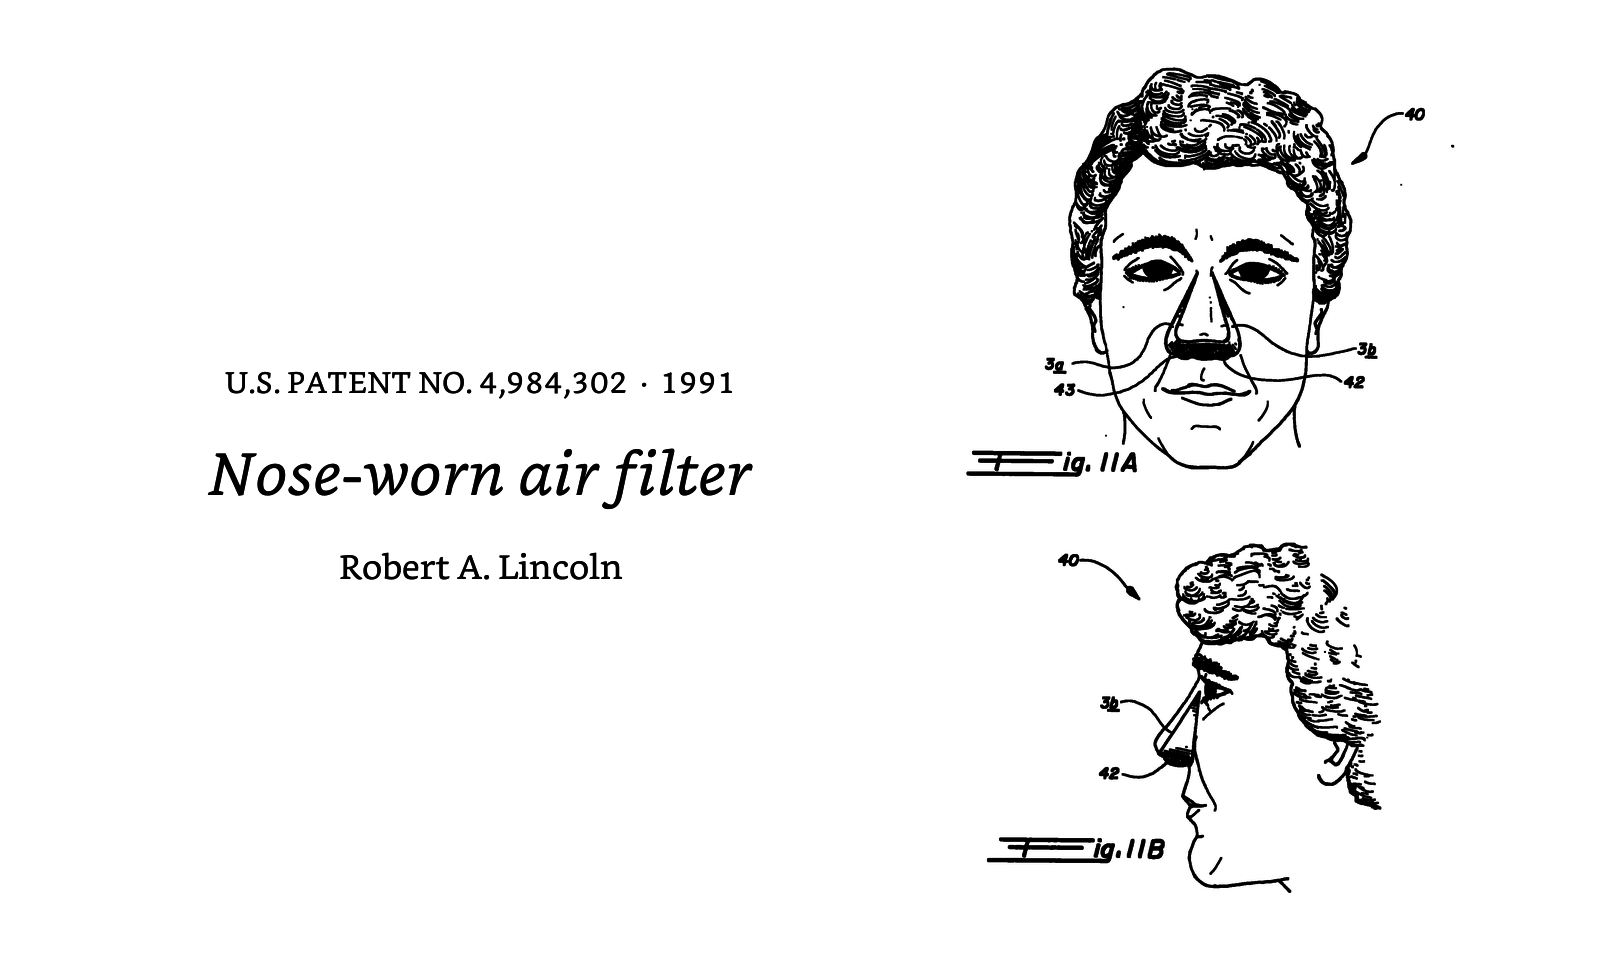 U.S. PATENT NO. 4,984,302 · 1991
Nose-worn air filter
Robert A. Lincoln
40
3a
3b
43
42
Fig. 11A
40
3b
42
Fig. 11B